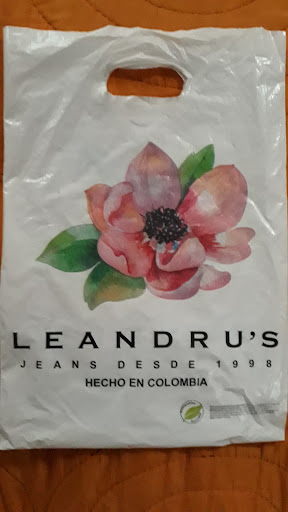 LEANDRU'S
JEANS DESDE 1998
HECHO EN COLOMBIA